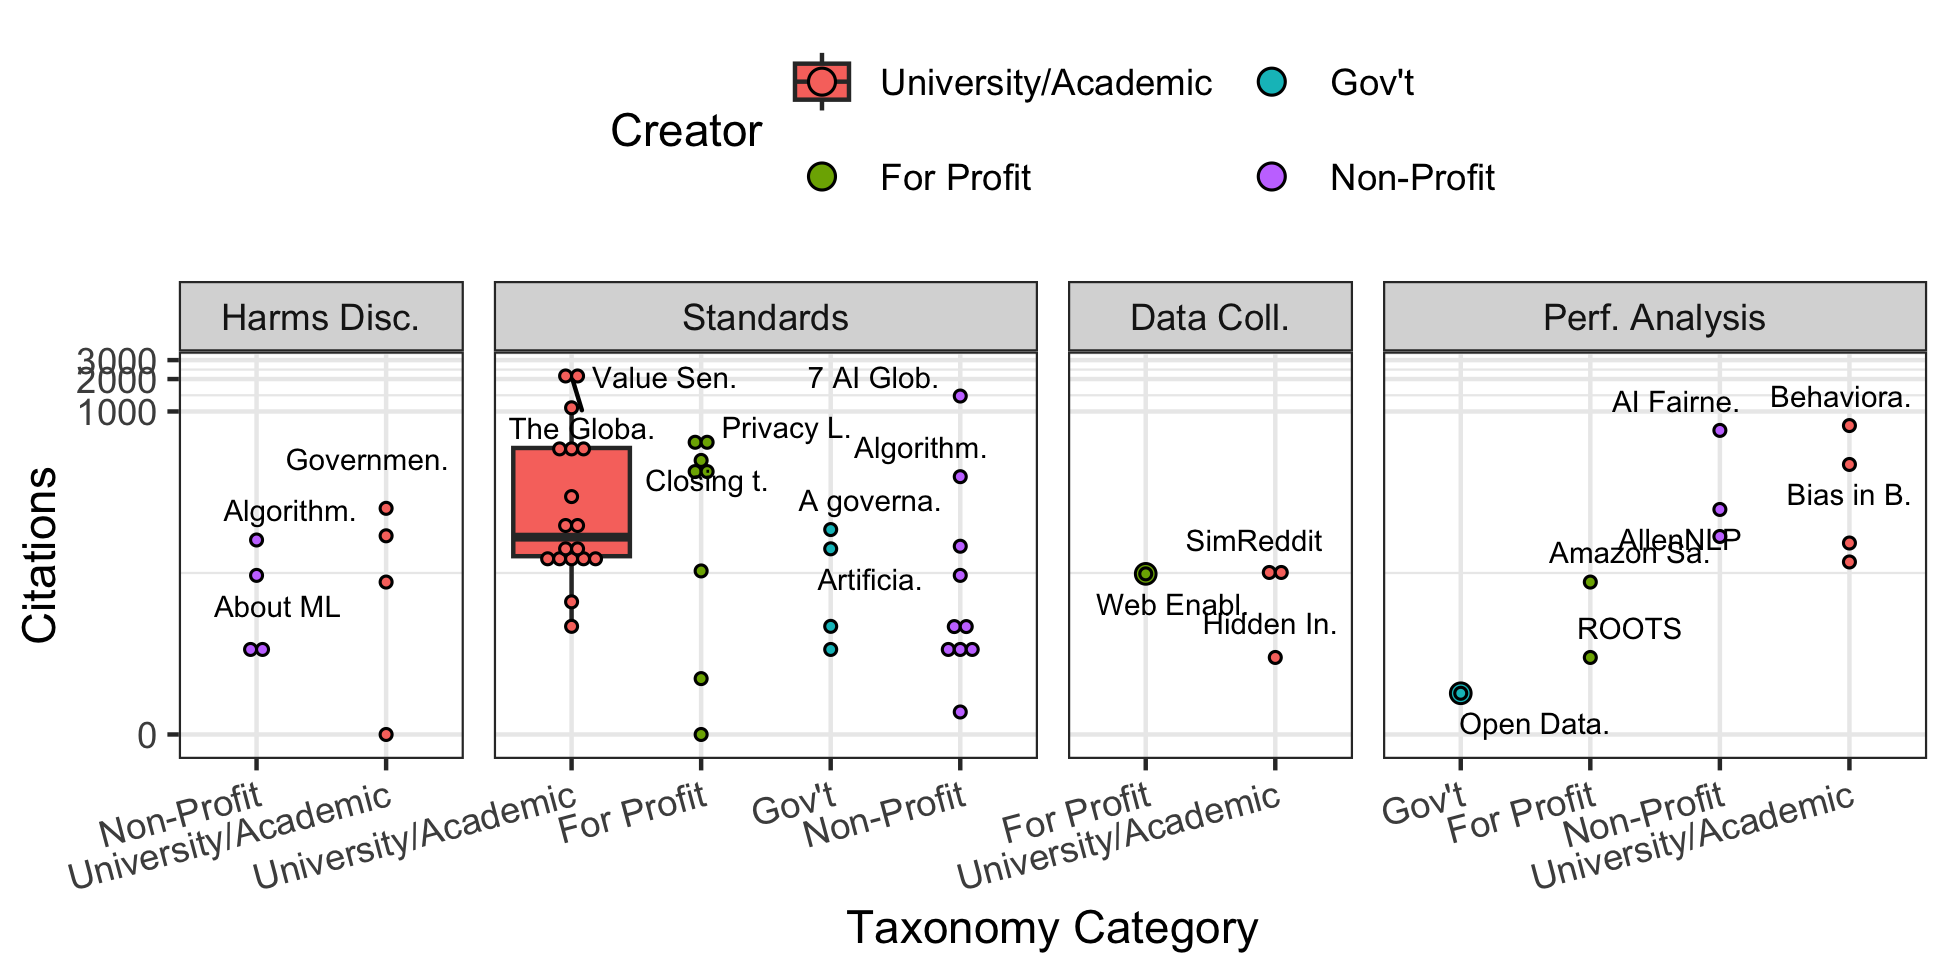 Creator
University/Academic
For Profit
Gov't
Non-Profit
Harms Disc.
Standards
Data Coll.
Perf. Analysis
Citations
3000
2000
1000
0
Governmen.
Algorithm.
About ML
Value Sen.
The Globa.
Privacy L.
Closing t.
7 AI Glob.
Algorithm.
A governa.
Artificia.
SimReddit
Web Enabl.
Hidden In.
AI Fairne.
Behaviora.
Bias in B.
AllenNLP
Amazon Sa.
ROOTS
Open Data.
Non-Profit
University/Academic
University/Academic
For Profit
Gov't
Non-Profit
For Profit
University/Academic
Gov't
For Profit
Non-Profit
University/Academic
Taxonomy Category